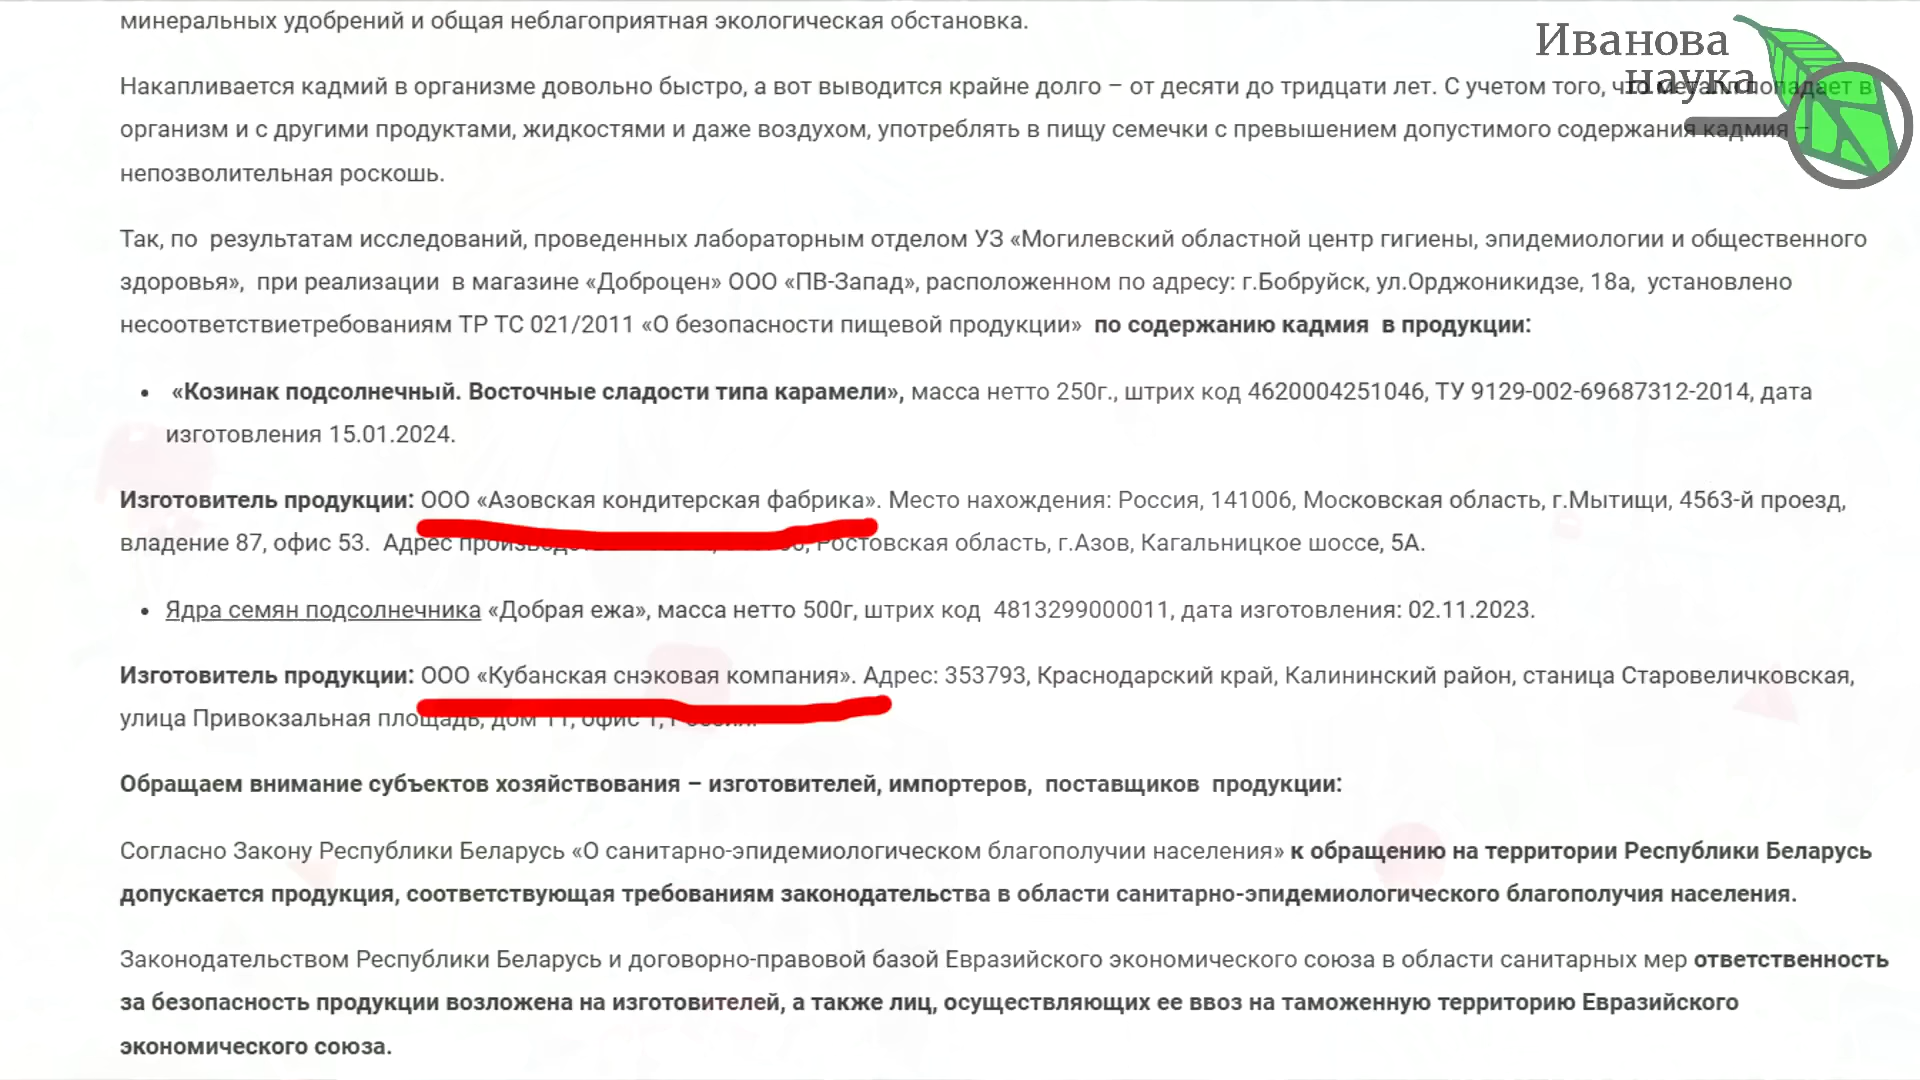 минеральных удобрений и общая неблагоприятная экологическая обстановка.
Иванова
наука
Накапливается кадмий в организме довольно быстро, а вот выводится крайне долго – от десяти до тридцати лет. С учетом того, что металл попадает в
организм и с другими продуктами, жидкостями и даже воздухом, употреблять в пищу семечки с превышением допустимого содержания кадмия –
непозволительная роскошь.
Так, по результатам исследований, проведенных лабораторным отделом УЗ «Могилевский областной центр гигиены, эпидемиологии и общественного
здоровья», при реализации в магазине «Доброцен» ООО «ПВ-Запад», расположенном по адресу: г.Бобруйск, ул.Орджоникидзе, 18а, установлено
несоответствиетребованиям ТР ТС 021/2011 «О безопасности пищевой продукции» по содержанию кадмия в продукции:
• «Козинак подсолнечный. Восточные сладости типа карамели», масса нетто 250г., штрих код 4620004251046, ТУ 9129-002-69687312-2014, дата
изготовления 15.01.2024.
Изготовитель продукции: ООО «Азовская кондитерская фабрика». Место нахождения: Россия, 141006, Московская область, г.Мытищи, 4563-й проезд,
владение 87, офис 53. Адрес Ростовская область, г.Азов, Кагальницкое шоссе, 5А.
• Ядра семян подсолнечника «Добрая ежа», масса нетто 500г, штрих код 4813299000011, дата изготовления: 02.11.2023.
Изготовитель продукции: ООО «Кубанская снэковая компания». Адрес: 353793, Краснодарский край, Калининский район, станица Старовеличковская,
улица Привокзальная площадь, дом 11, офис 1, Россия.
Обращаем внимание субъектов хозяйствования – изготовителей, импортеров, поставщиков продукции:
Согласно Закону Республики Беларусь «О санитарно-эпидемиологическом благополучии населения» к обращению на территории Республики Беларусь
допускается продукция, соответствующая требованиям законодательства в области санитарно-эпидемиологического благополучия населения.
Законодательством Республики Беларусь и договорно-правовой базой Евразийского экономического союза в области санитарных мер ответственность
за безопасность продукции возложена на изготовителей, а также лиц, осуществляющих ее ввоз на таможенную территорию Евразийского
экономического союза.